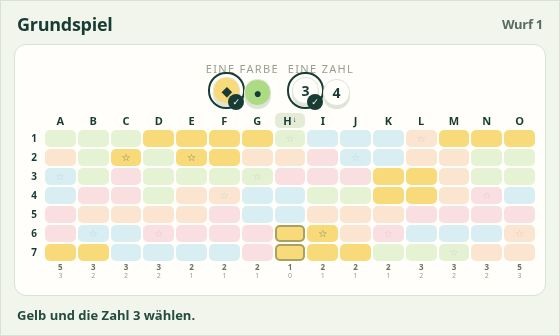 Grundspiel
Wurf 1
EINE FARBE EINE ZAHL
3 4
A B C D E F G H↓ I J K L M N O
1
2
3
4
5
6
7
5 3 3 3 2 2 2 1 2 2 2 3 3 3 5
3 2 2 2 1 1 1 0 1 1 1 2 2 2 3
Gelb und die Zahl 3 wählen.